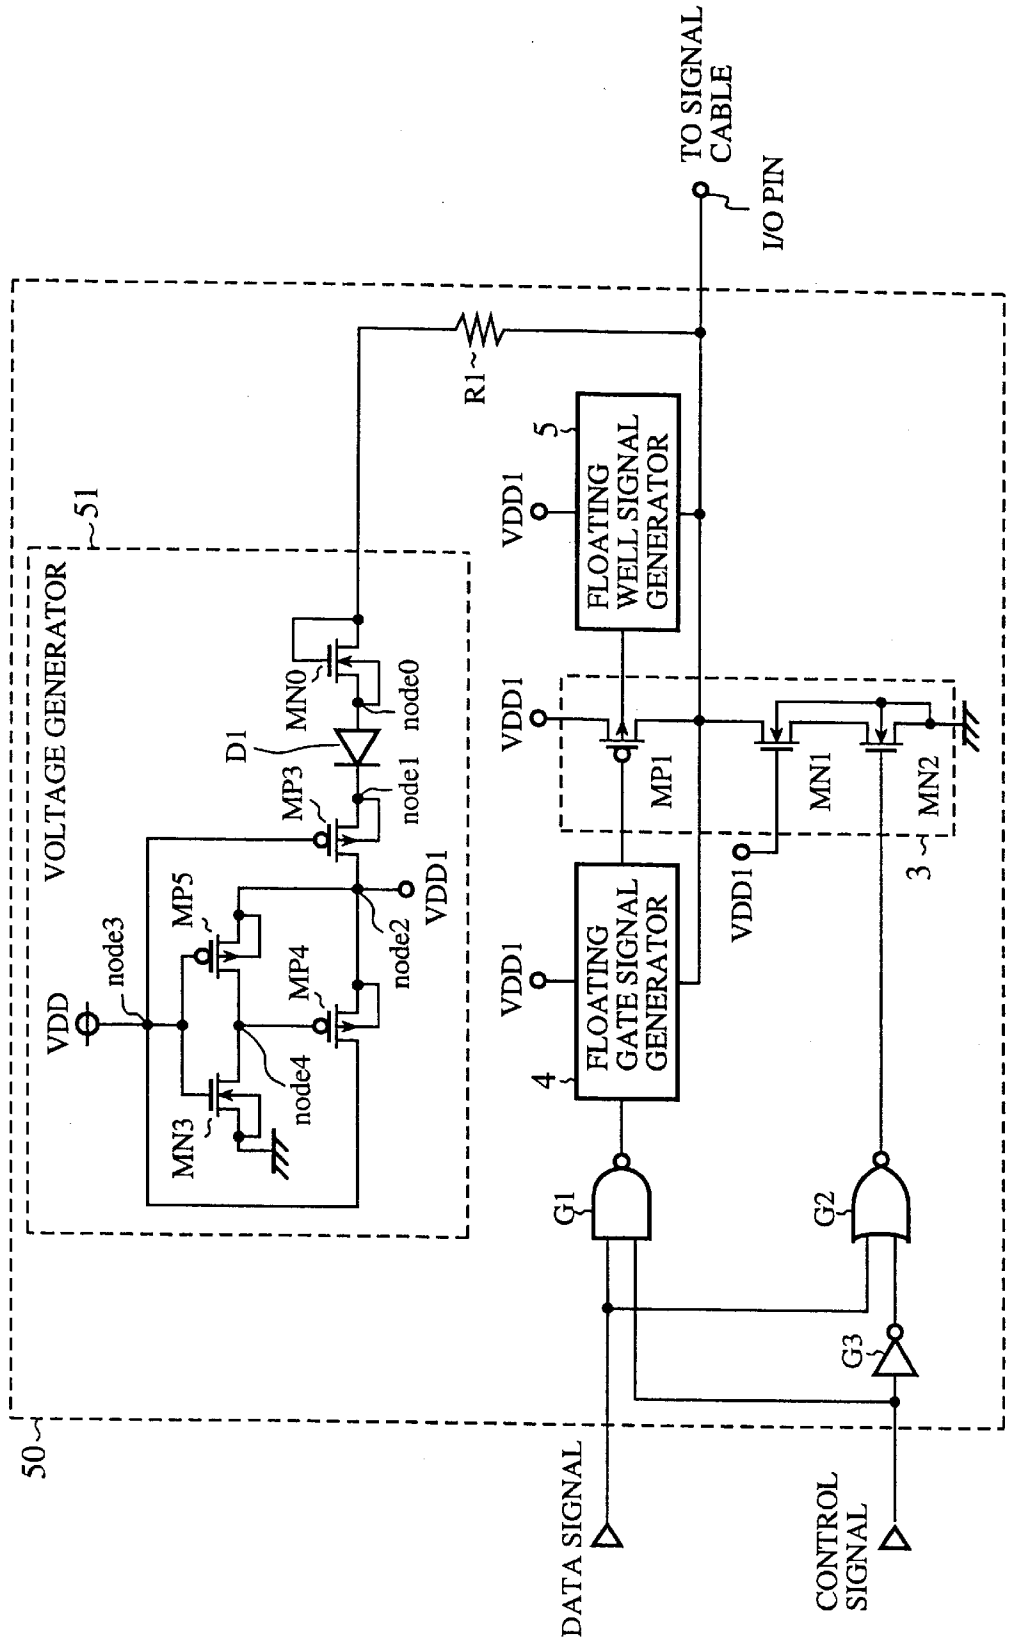 50
VOLTAGE GENERATOR
51
VDD
node3
MN3
MP5
node4
MP4
MP3
D1
MN0
node0
node1
node2
VDD1
R1
DATA SIGNAL
CONTROL
SIGNAL
G1
G2
G3
4
VDD1
FLOATING
GATE SIGNAL
GENERATOR
VDD1
MP1
VDD1
MN1
MN2
3
5
VDD1
FLOATING
WELL SIGNAL
GENERATOR
TO SIGNAL
CABLE
I/O PIN